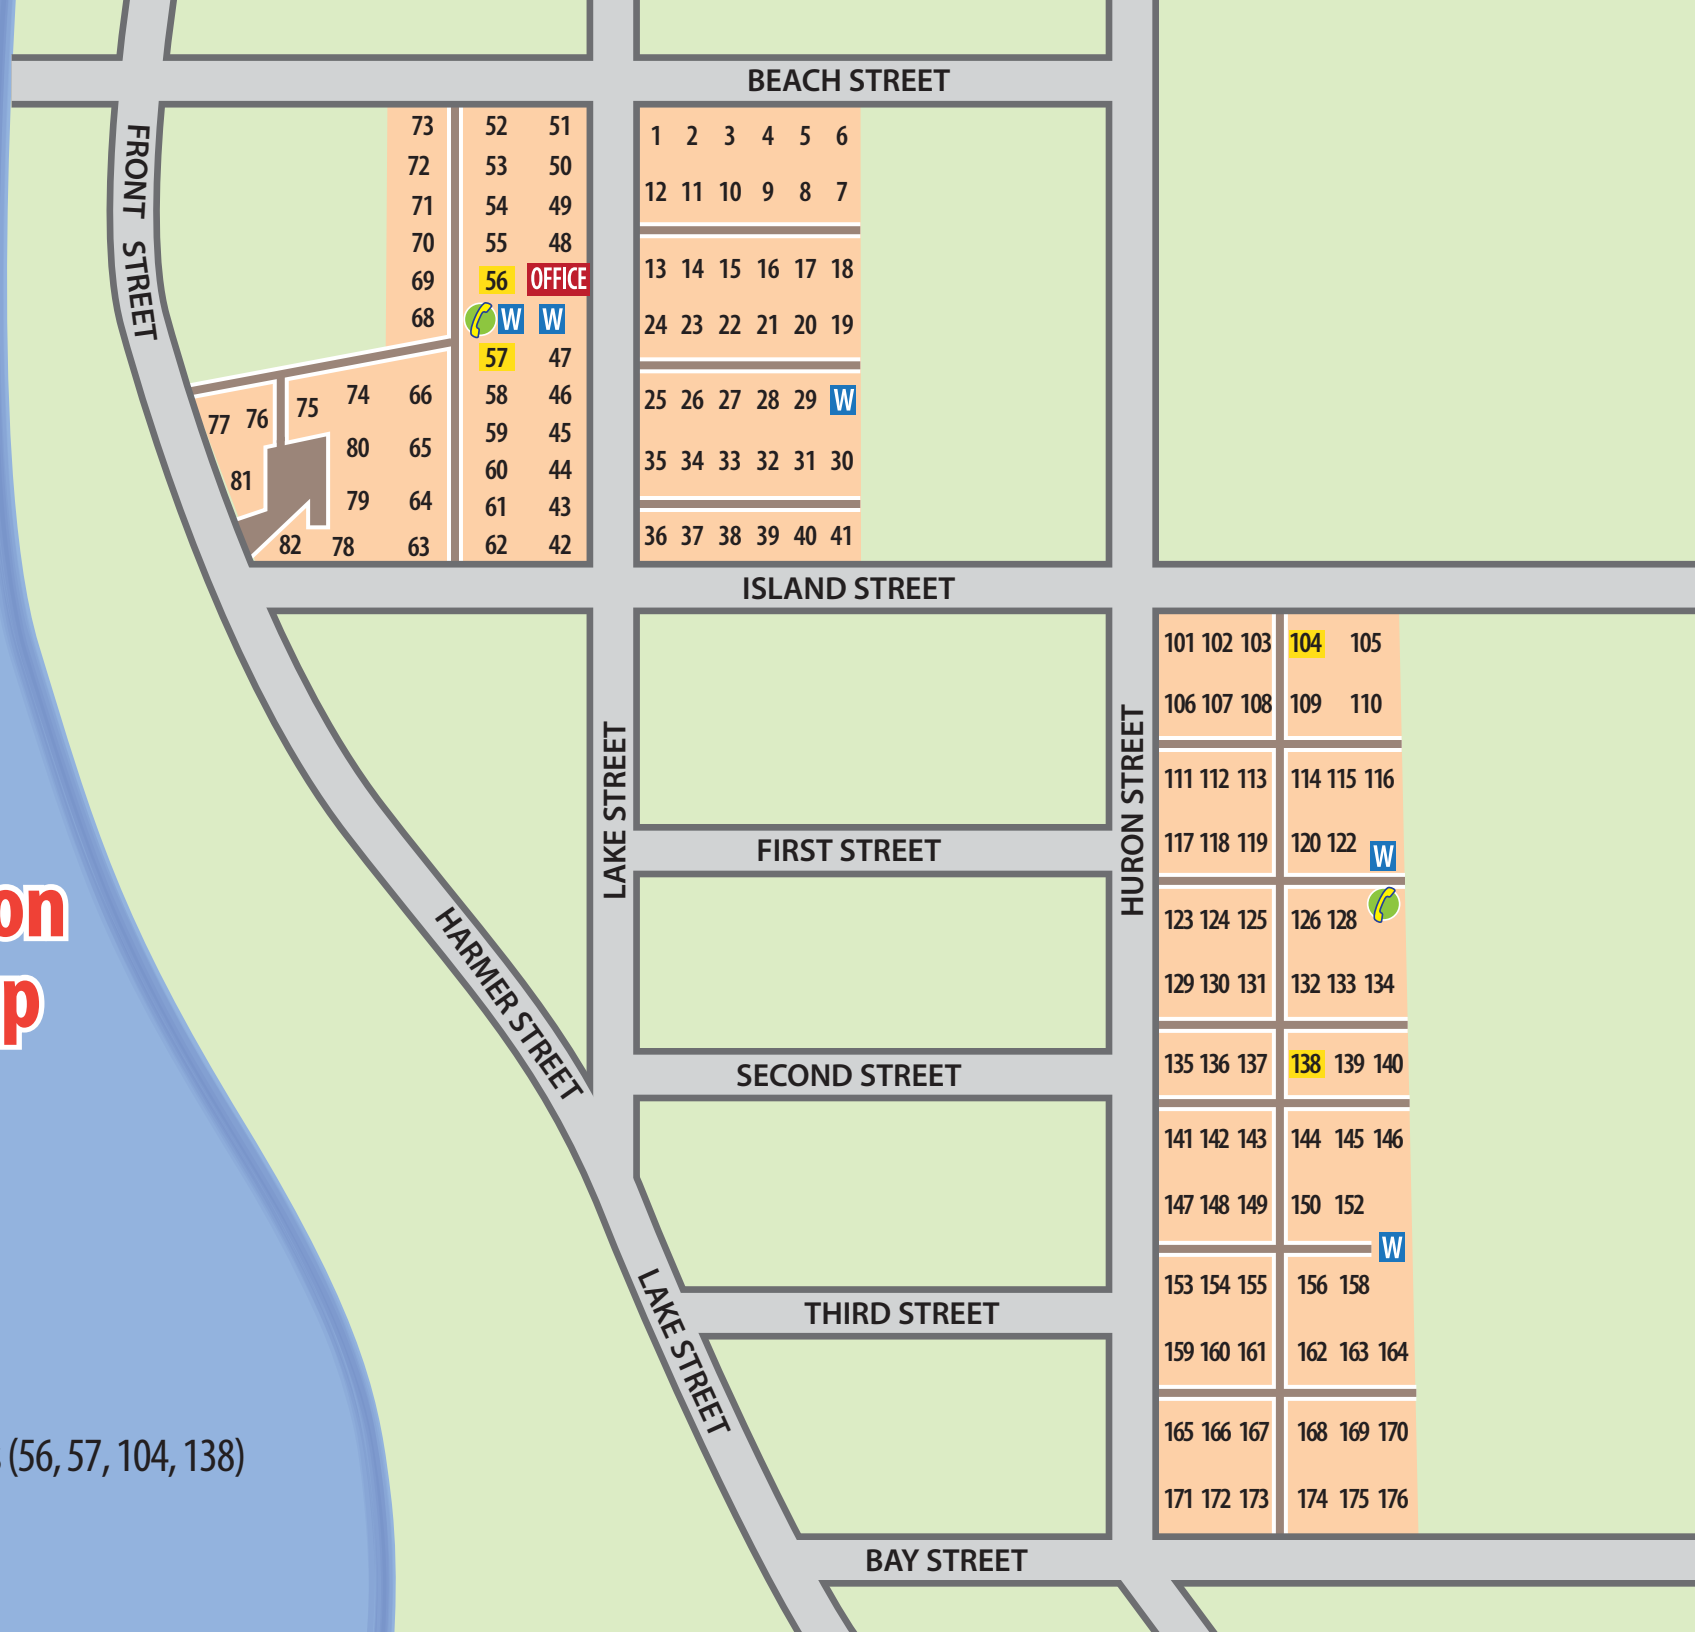 BEACH STREET
FRONT STREET
73 52 51
72 53 50
71 54 49
70 55 48
69 56 OFFICE
68 W W
57 47
74 66 58 46
77 76 75
59 45
80 65
60 44
81
79 64 61 43
82 78 63 62 42
1 2 3 4 5 6
12 11 10 9 8 7
13 14 15 16 17 18
24 23 22 21 20 19
25 26 27 28 29 W
35 34 33 32 31 30
36 37 38 39 40 41
ISLAND STREET
101 102 103 104 105
106 107 108 109 110
111 112 113 114 115 116
117 118 119 120 122 W
123 124 125 126 128
129 130 131 132 133 134
135 136 137 138 139 140
141 142 143 144 145 146
147 148 149 150 152
W
153 154 155 156 158
159 160 161 162 163 164
165 166 167 168 169 170
171 172 173 174 175 176
LAKE STREET
HURON STREET
FIRST STREET
on
p
HARMER STREET
SECOND STREET
LAKE STREET
THIRD STREET
(56, 57, 104, 138)
BAY STREET